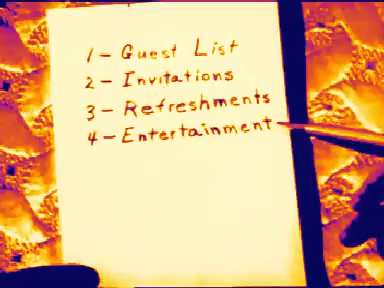 1 - Guest List
2 - Invitations
3 - Refreshments
4 - Entertainment